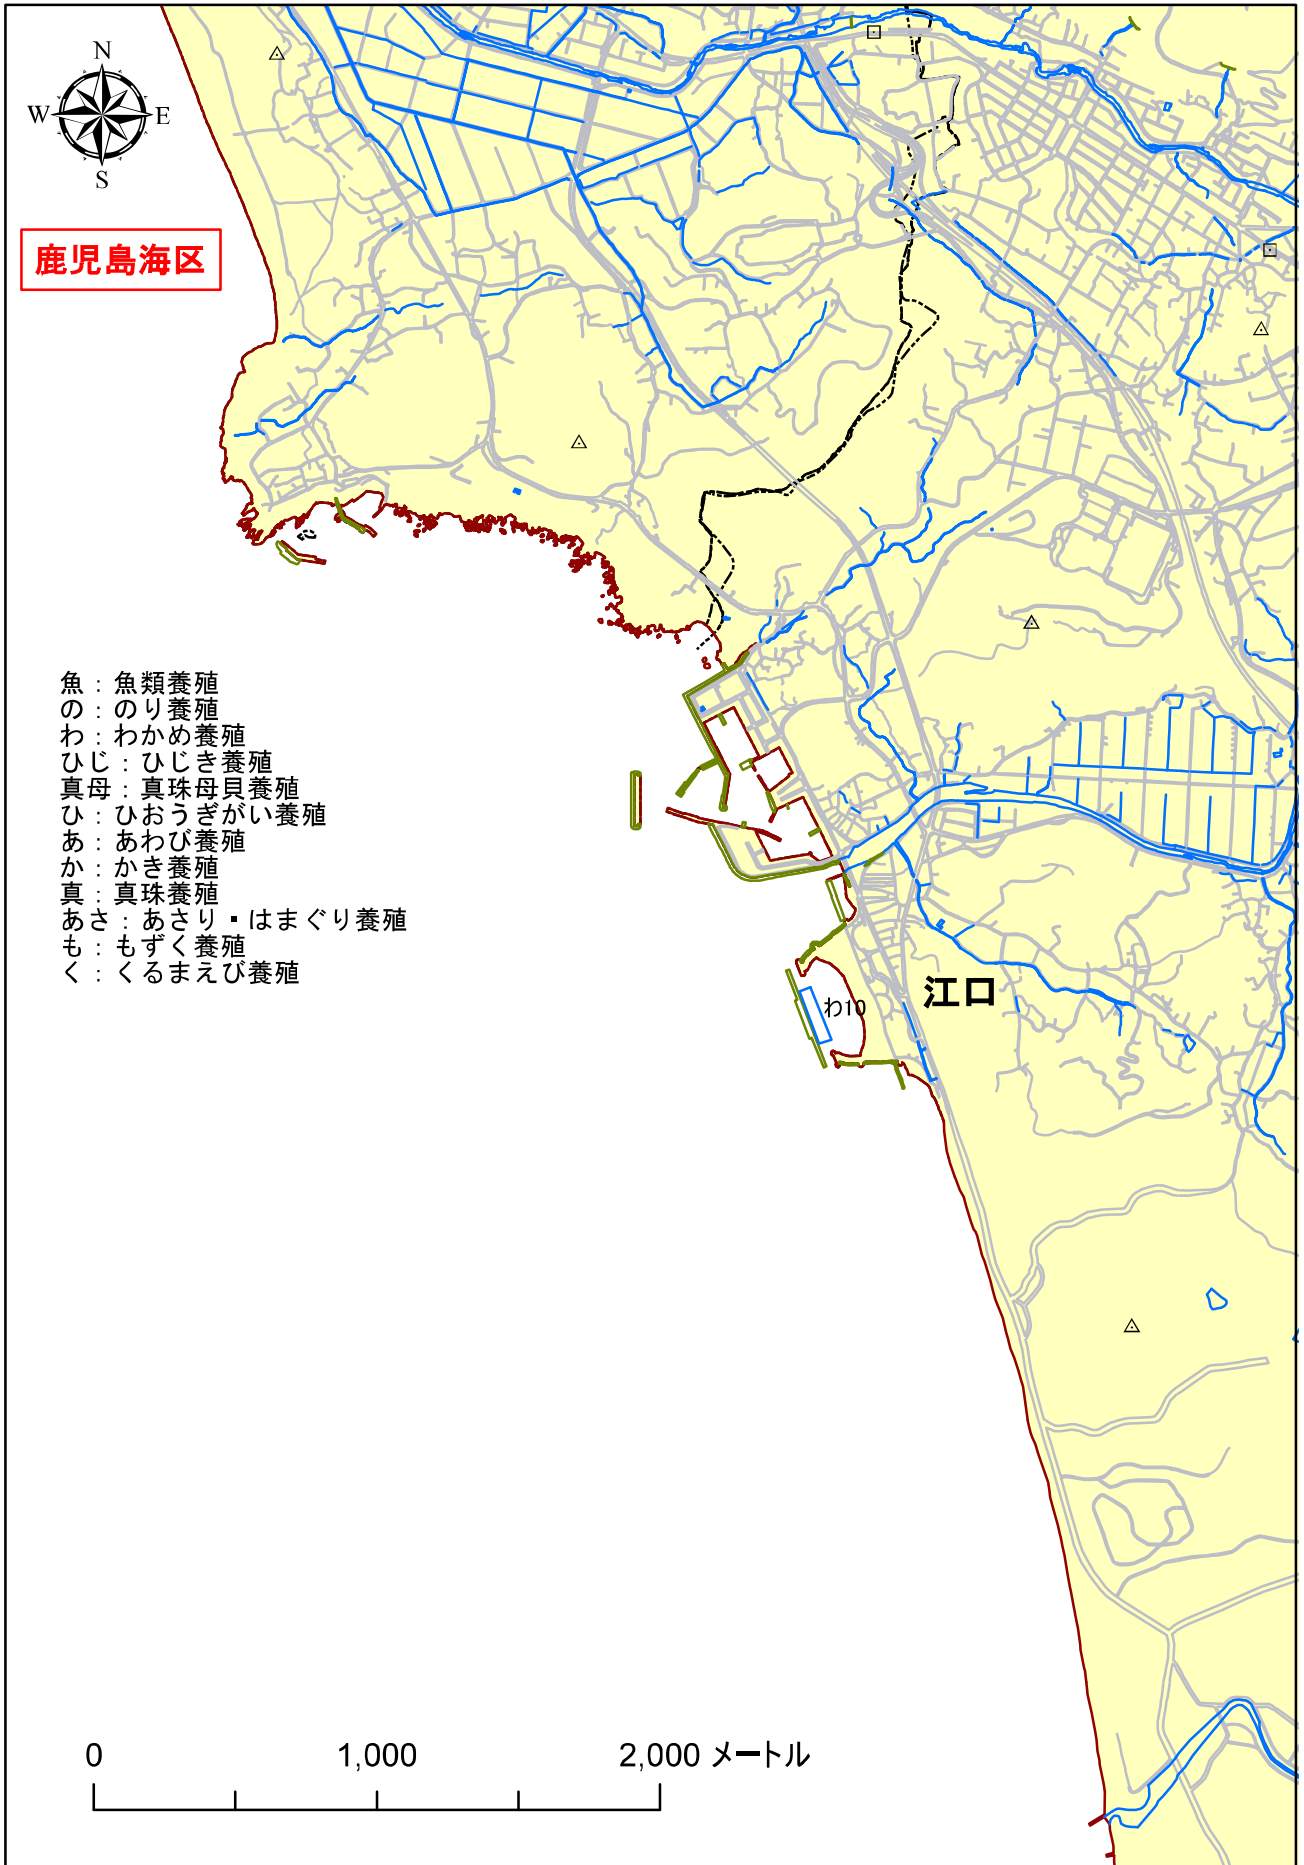 N
W E
S
鹿児島海区
魚：魚類養殖
の：のり養殖
わ：わかめ養殖
ひじ：ひじき養殖
真母：真珠母貝養殖
ひ：ひおうぎがい養殖
あ：あわび養殖
か：かき養殖
真：真珠養殖
あさ：あさり・はまぐり養殖
も：もずく養殖
く：くるまえび養殖
江口
わ10
0 1,000 2,000 メートル